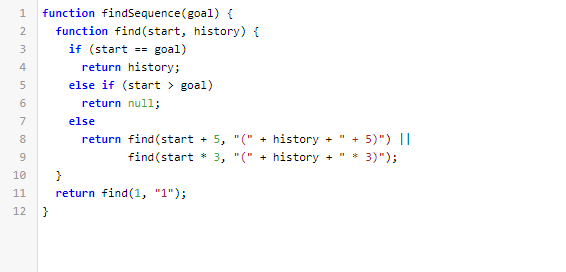 1 function findSequence(goal) {
2   function find(start, history) {
3     if (start == goal)
4       return history;
5     else if (start > goal)
6       return null;
7     else
8       return find(start + 5, "(" + history + " + 5)") ||
9              find(start * 3, "(" + history + " * 3)");
10   }
11   return find(1, "1");
12 }